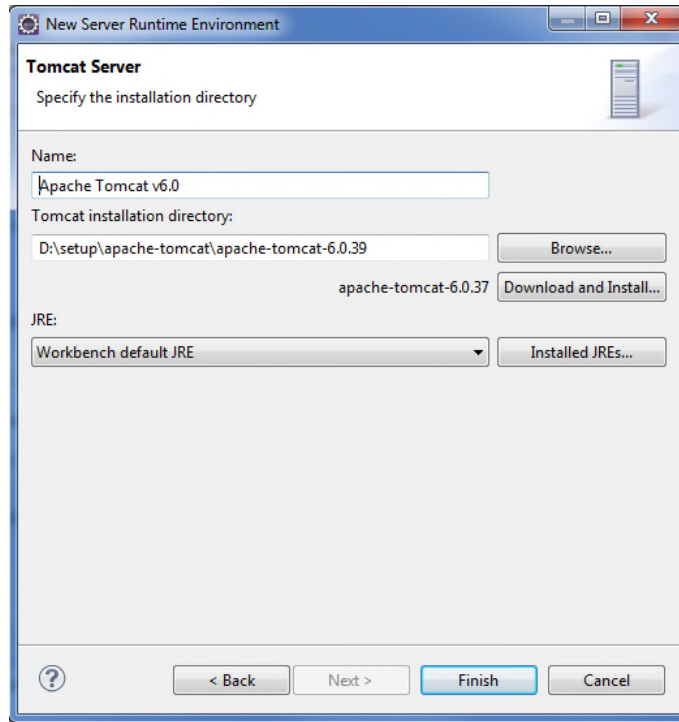 New Server Runtime Environment
Tomcat Server
Specify the installation directory
Name:
Apache Tomcat v6.0
Tomcat installation directory:
D:\setup\apache-tomcat\apache-tomcat-6.0.39
Browse...
apache-tomcat-6.0.37 Download and Install...
JRE:
Workbench default JRE
Installed JREs...
?
< Back
Next >
Finish
Cancel